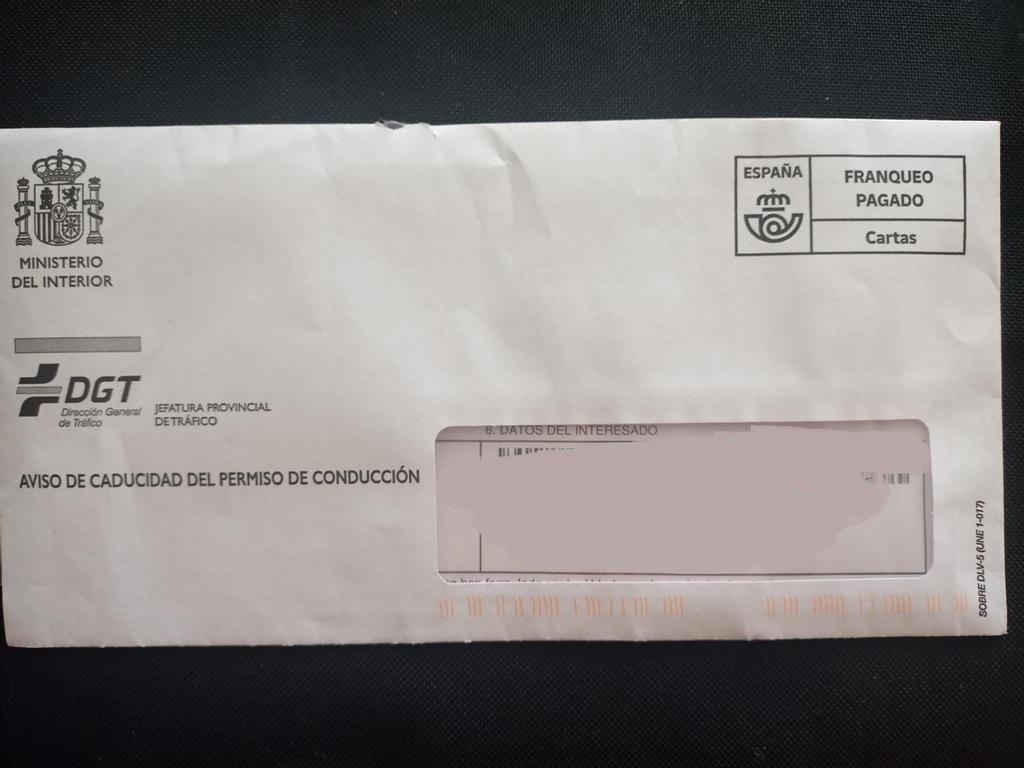 MINISTERIO
DEL INTERIOR
ESPAÑA
FRANQUEO
PAGADO
Cartas
DGT
Dirección General
de Tráfico
JEFATURA PROVINCIAL
DE TRÁFICO
AVISO DE CADUCIDAD DEL PERMISO DE CONDUCCIÓN
6. DATOS DEL INTERESADO
SOBRE DLV-5 (UNE 1-017)